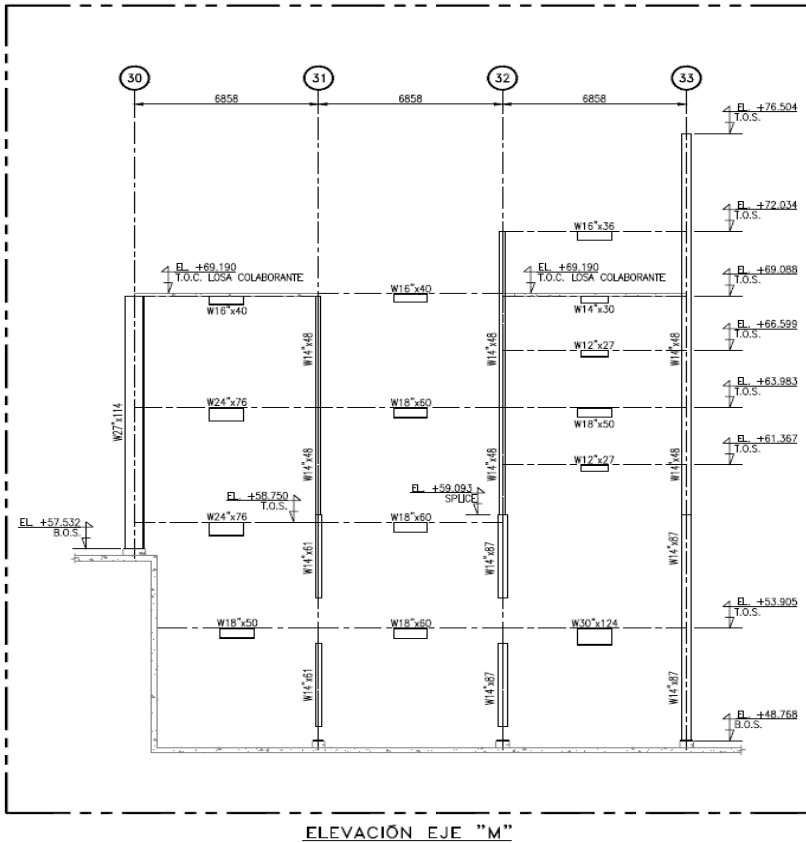 30
31
32
33
6858
6858
6858
EL. +76.504
T.O.S.
EL. +72.034
T.O.S.
W16"x36
EL. +69.190
T.O.C. LOSA COLABORANTE
EL. +69.190
T.O.C. LOSA COLABORANTE
EL. +69.088
T.O.S.
W16"x40
W16"x40
W14"x30
W14"x48
W14"x48
W14"x48
EL. +66.599
T.O.S.
W12"x27
EL. +63.983
T.O.S.
W27"x114
W24"x76
W18"x60
W18"x50
EL. +61.367
T.O.S.
W12"x27
W14"x48
W14"x48
W14"x48
EL. +58.750
T.O.S.
EL. +59.093
SPLICE
EL. +57.532
B.O.S.
W24"x76
W18"x60
W14"x61
W14"x87
W14"x87
EL. +53.905
T.O.S.
W18"x50
W18"x60
W30"x124
W14"x61
W14"x87
W14"x87
EL. +48.768
B.O.S.
ELEVACIÓN EJE "M"